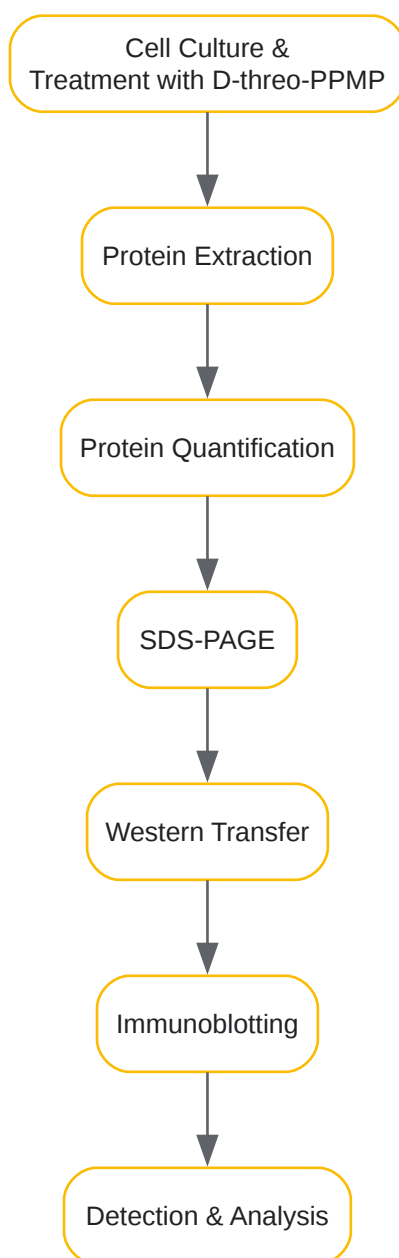 Cell Culture &
Treatment with D-threo-PPMP
Protein Extraction
Protein Quantification
SDS-PAGE
Western Transfer
Immunoblotting
Detection & Analysis